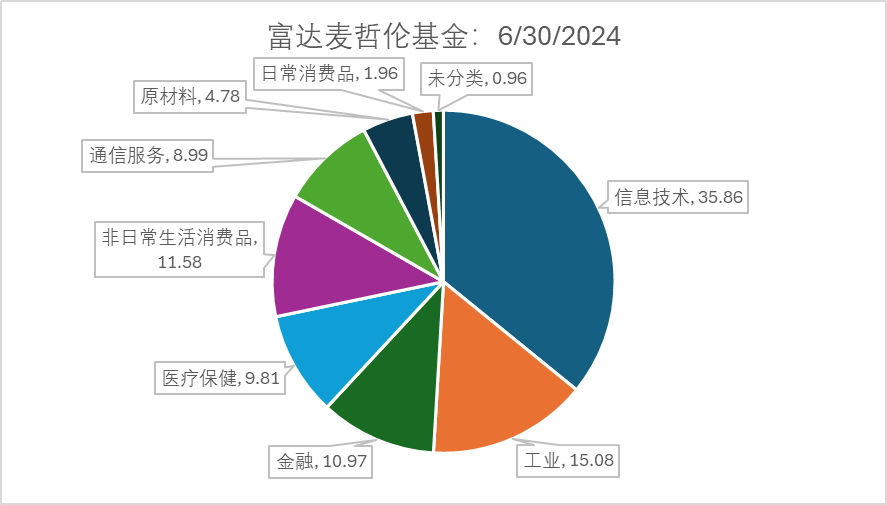 富达麦哲伦基金：6/30/2024
日常消费品, 1.96
未分类, 0.96
原材料, 4.78
通信服务, 8.99
信息技术, 35.86
非日常生活消费品,
11.58
医疗保健, 9.81
金融, 10.97
工业, 15.08